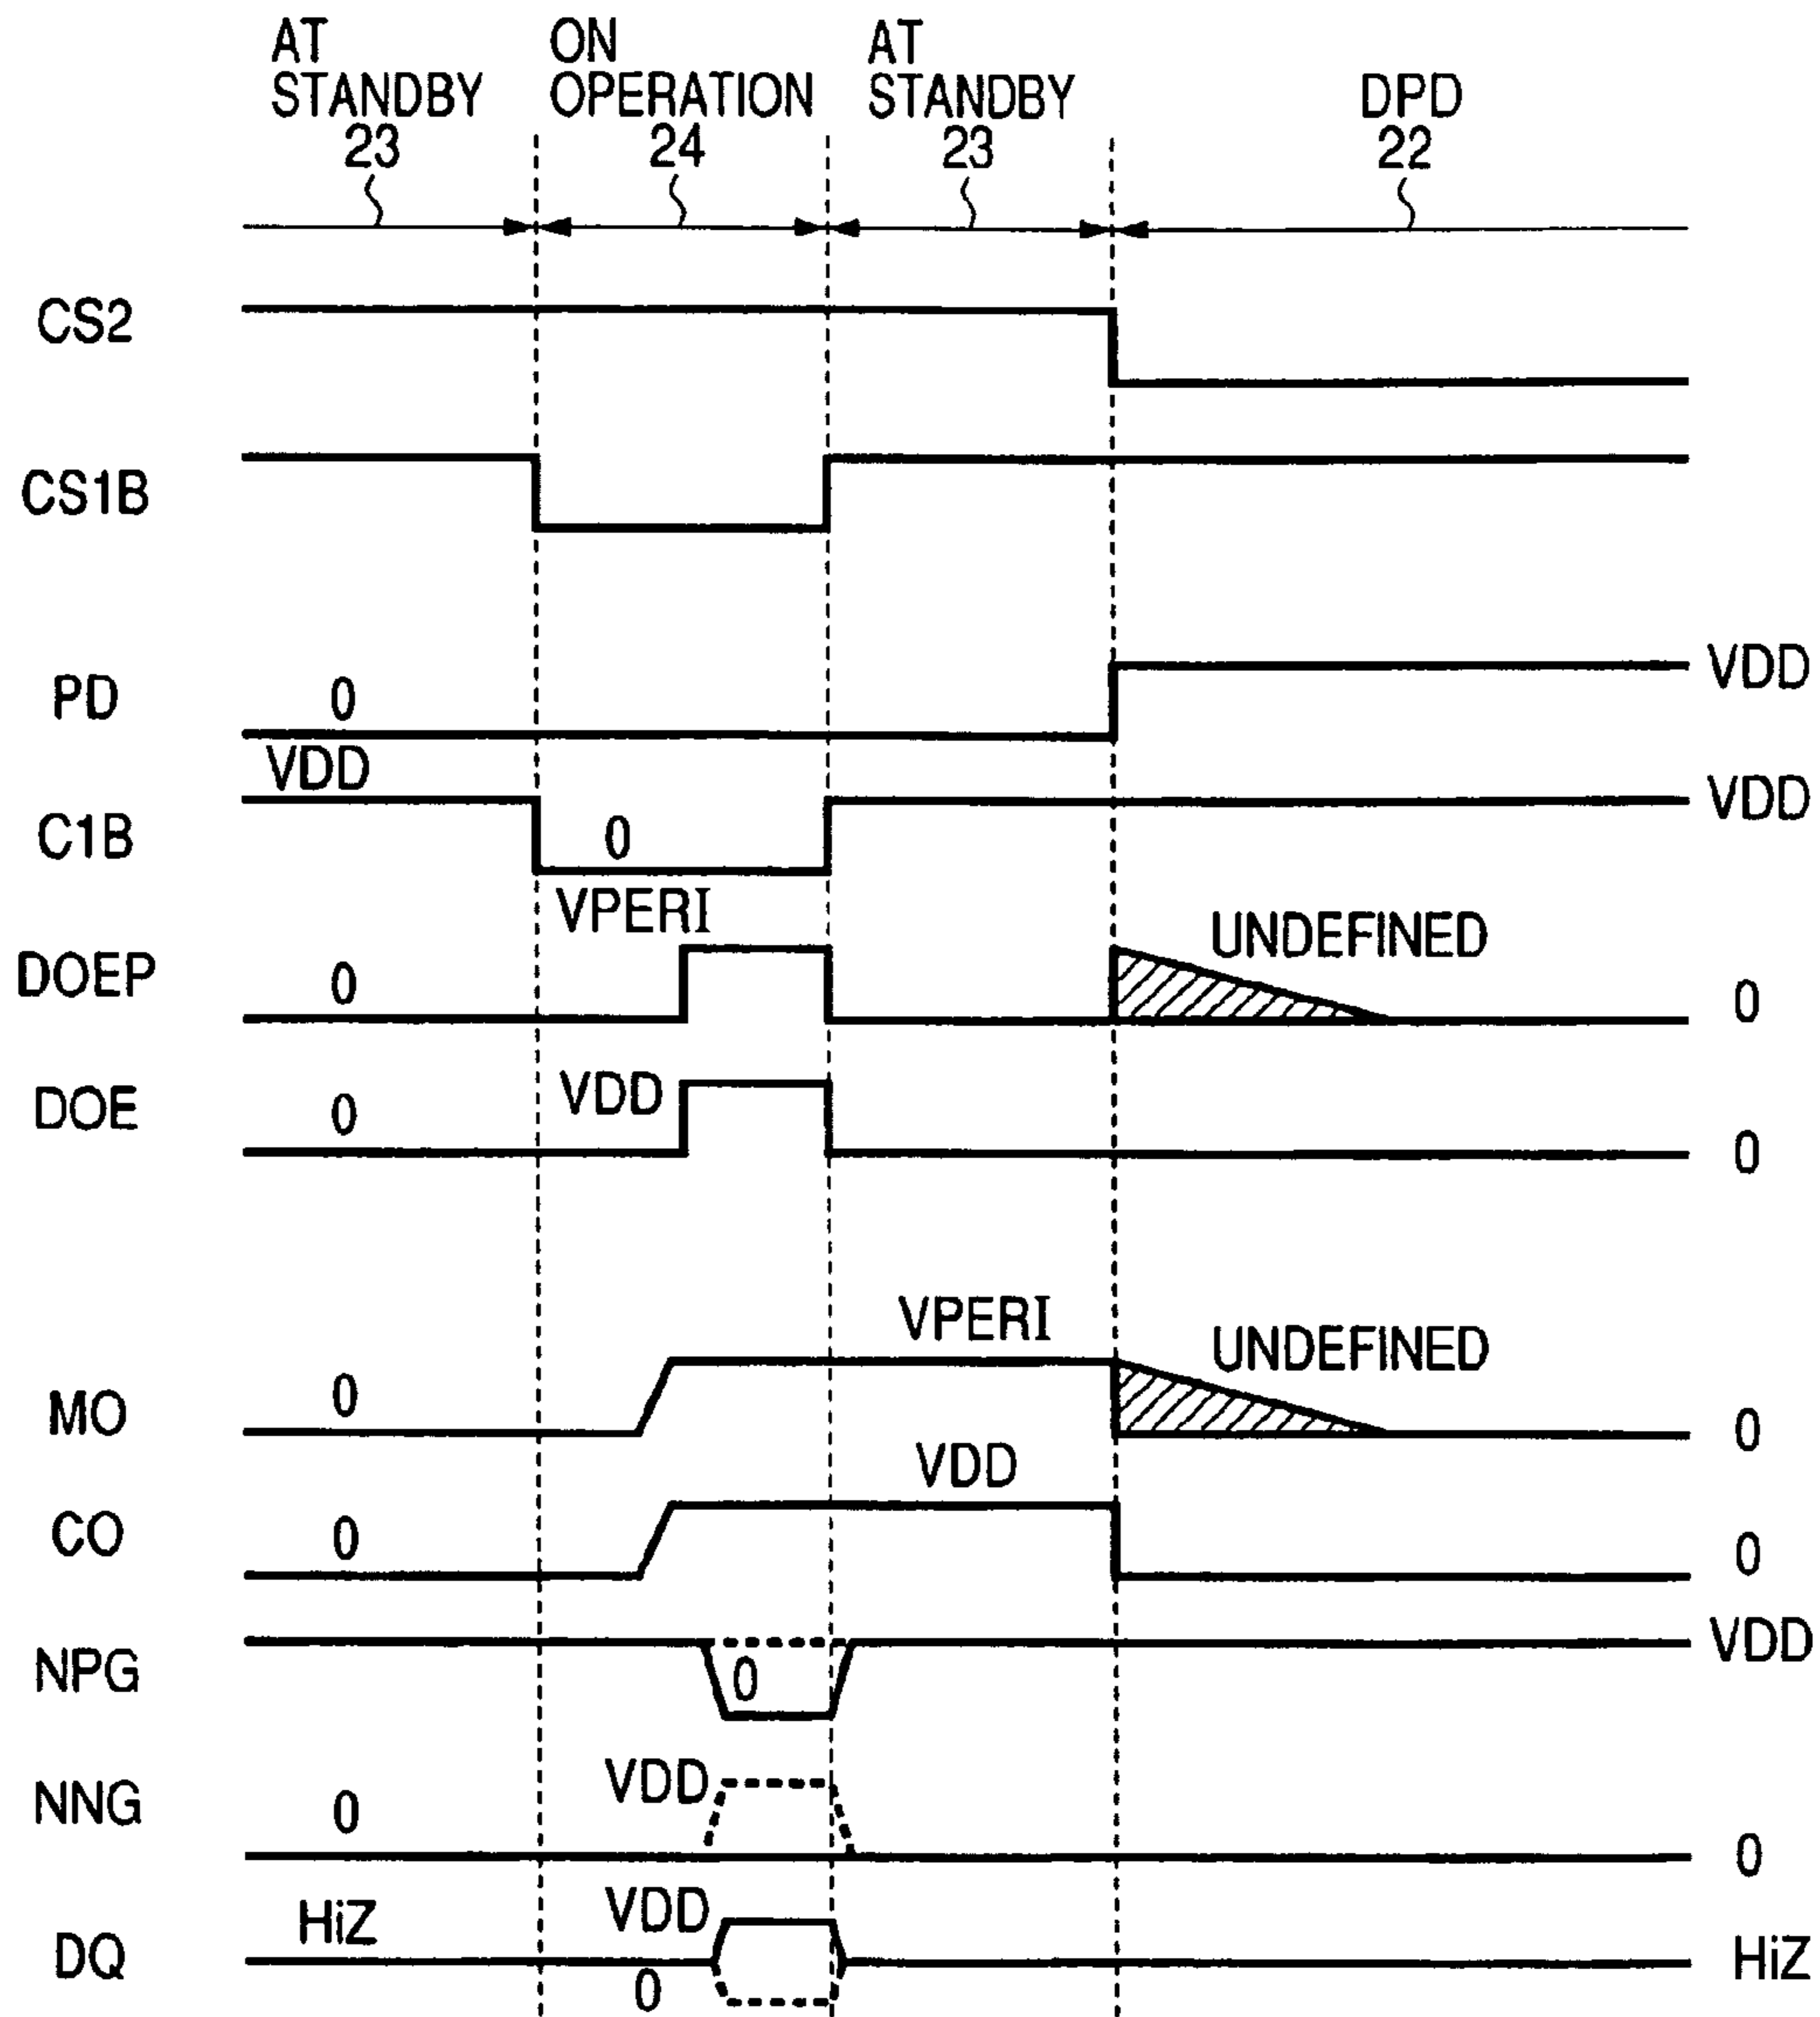 AT STANDBY 23
ON OPERATION 24
AT STANDBY 23
DPD 22
CS2
CS1B
PD 0 VDD
VDD
C1B 0 VDD
VPERI UNDEFINED
DOEP 0 0
DOE 0 VDD 0
VPERI UNDEFINED
MO 0 0
VDD
CO 0 0
NPG 0 VDD
NNG 0 VDD 0
DQ HiZ VDD 0 HiZ